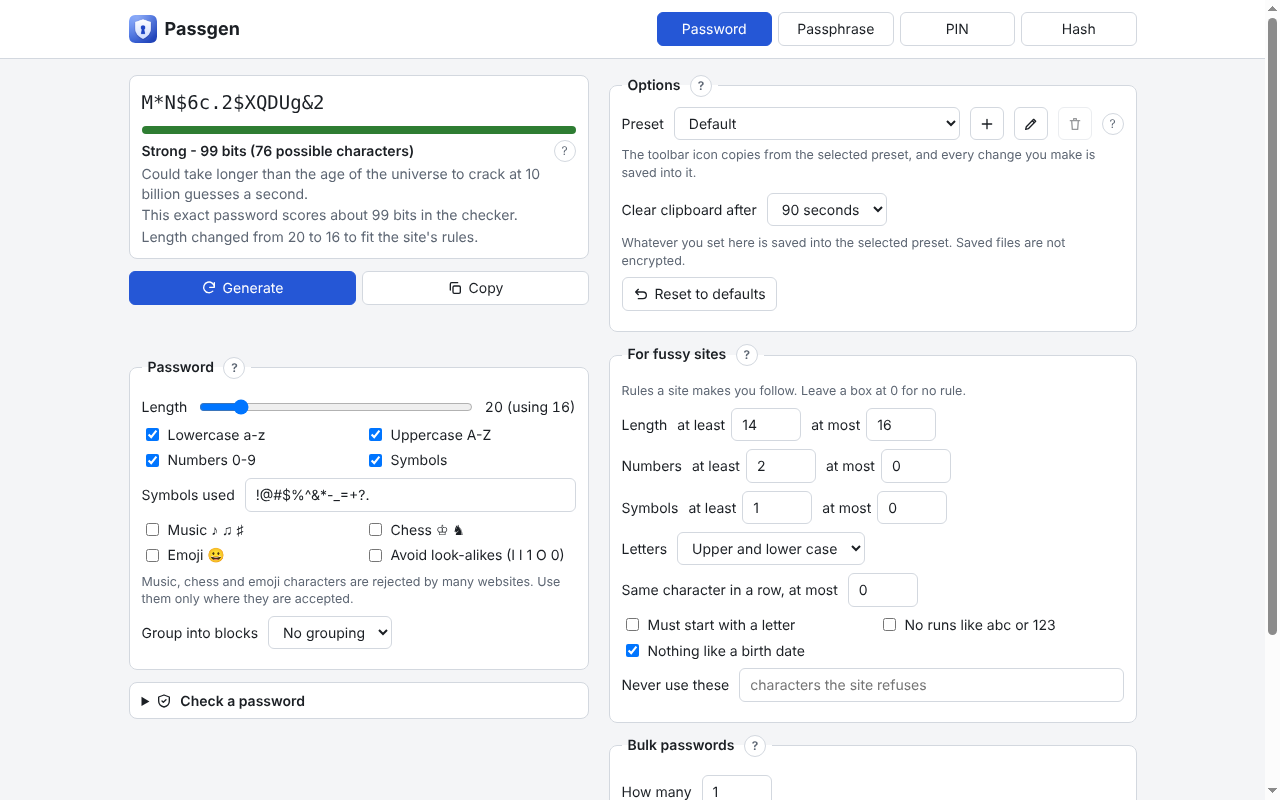 Passgen
Password
Passphrase
PIN
Hash
M*N$6c.2$XQDUg&2
Strong - 99 bits (76 possible characters)
?
Could take longer than the age of the universe to crack at 10
billion guesses a second.
This exact password scores about 99 bits in the checker.
Length changed from 20 to 16 to fit the site's rules.
Generate
Copy
Password ?
Length 20 (using 16)
Lowercase a-z
Uppercase A-Z
Numbers 0-9
Symbols
Symbols used !@#$%^&*-_=+?.
Music ♪ ♫ ♯
Chess ♔ ♞
Emoji 😀
Avoid look-alikes (l I 1 O 0)
Music, chess and emoji characters are rejected by many websites. Use
them only where they are accepted.
Group into blocks No grouping
Check a password
Options ?
Preset Default ?
The toolbar icon copies from the selected preset, and every change you make is
saved into it.
Clear clipboard after 90 seconds
Whatever you set here is saved into the selected preset. Saved files are not
encrypted.
Reset to defaults
For fussy sites ?
Rules a site makes you follow. Leave a box at 0 for no rule.
Length at least 14 at most 16
Numbers at least 2 at most 0
Symbols at least 1 at most 0
Letters Upper and lower case
Same character in a row, at most 0
Must start with a letter
No runs like abc or 123
Nothing like a birth date
Never use these characters the site refuses
Bulk passwords ?
How many 1